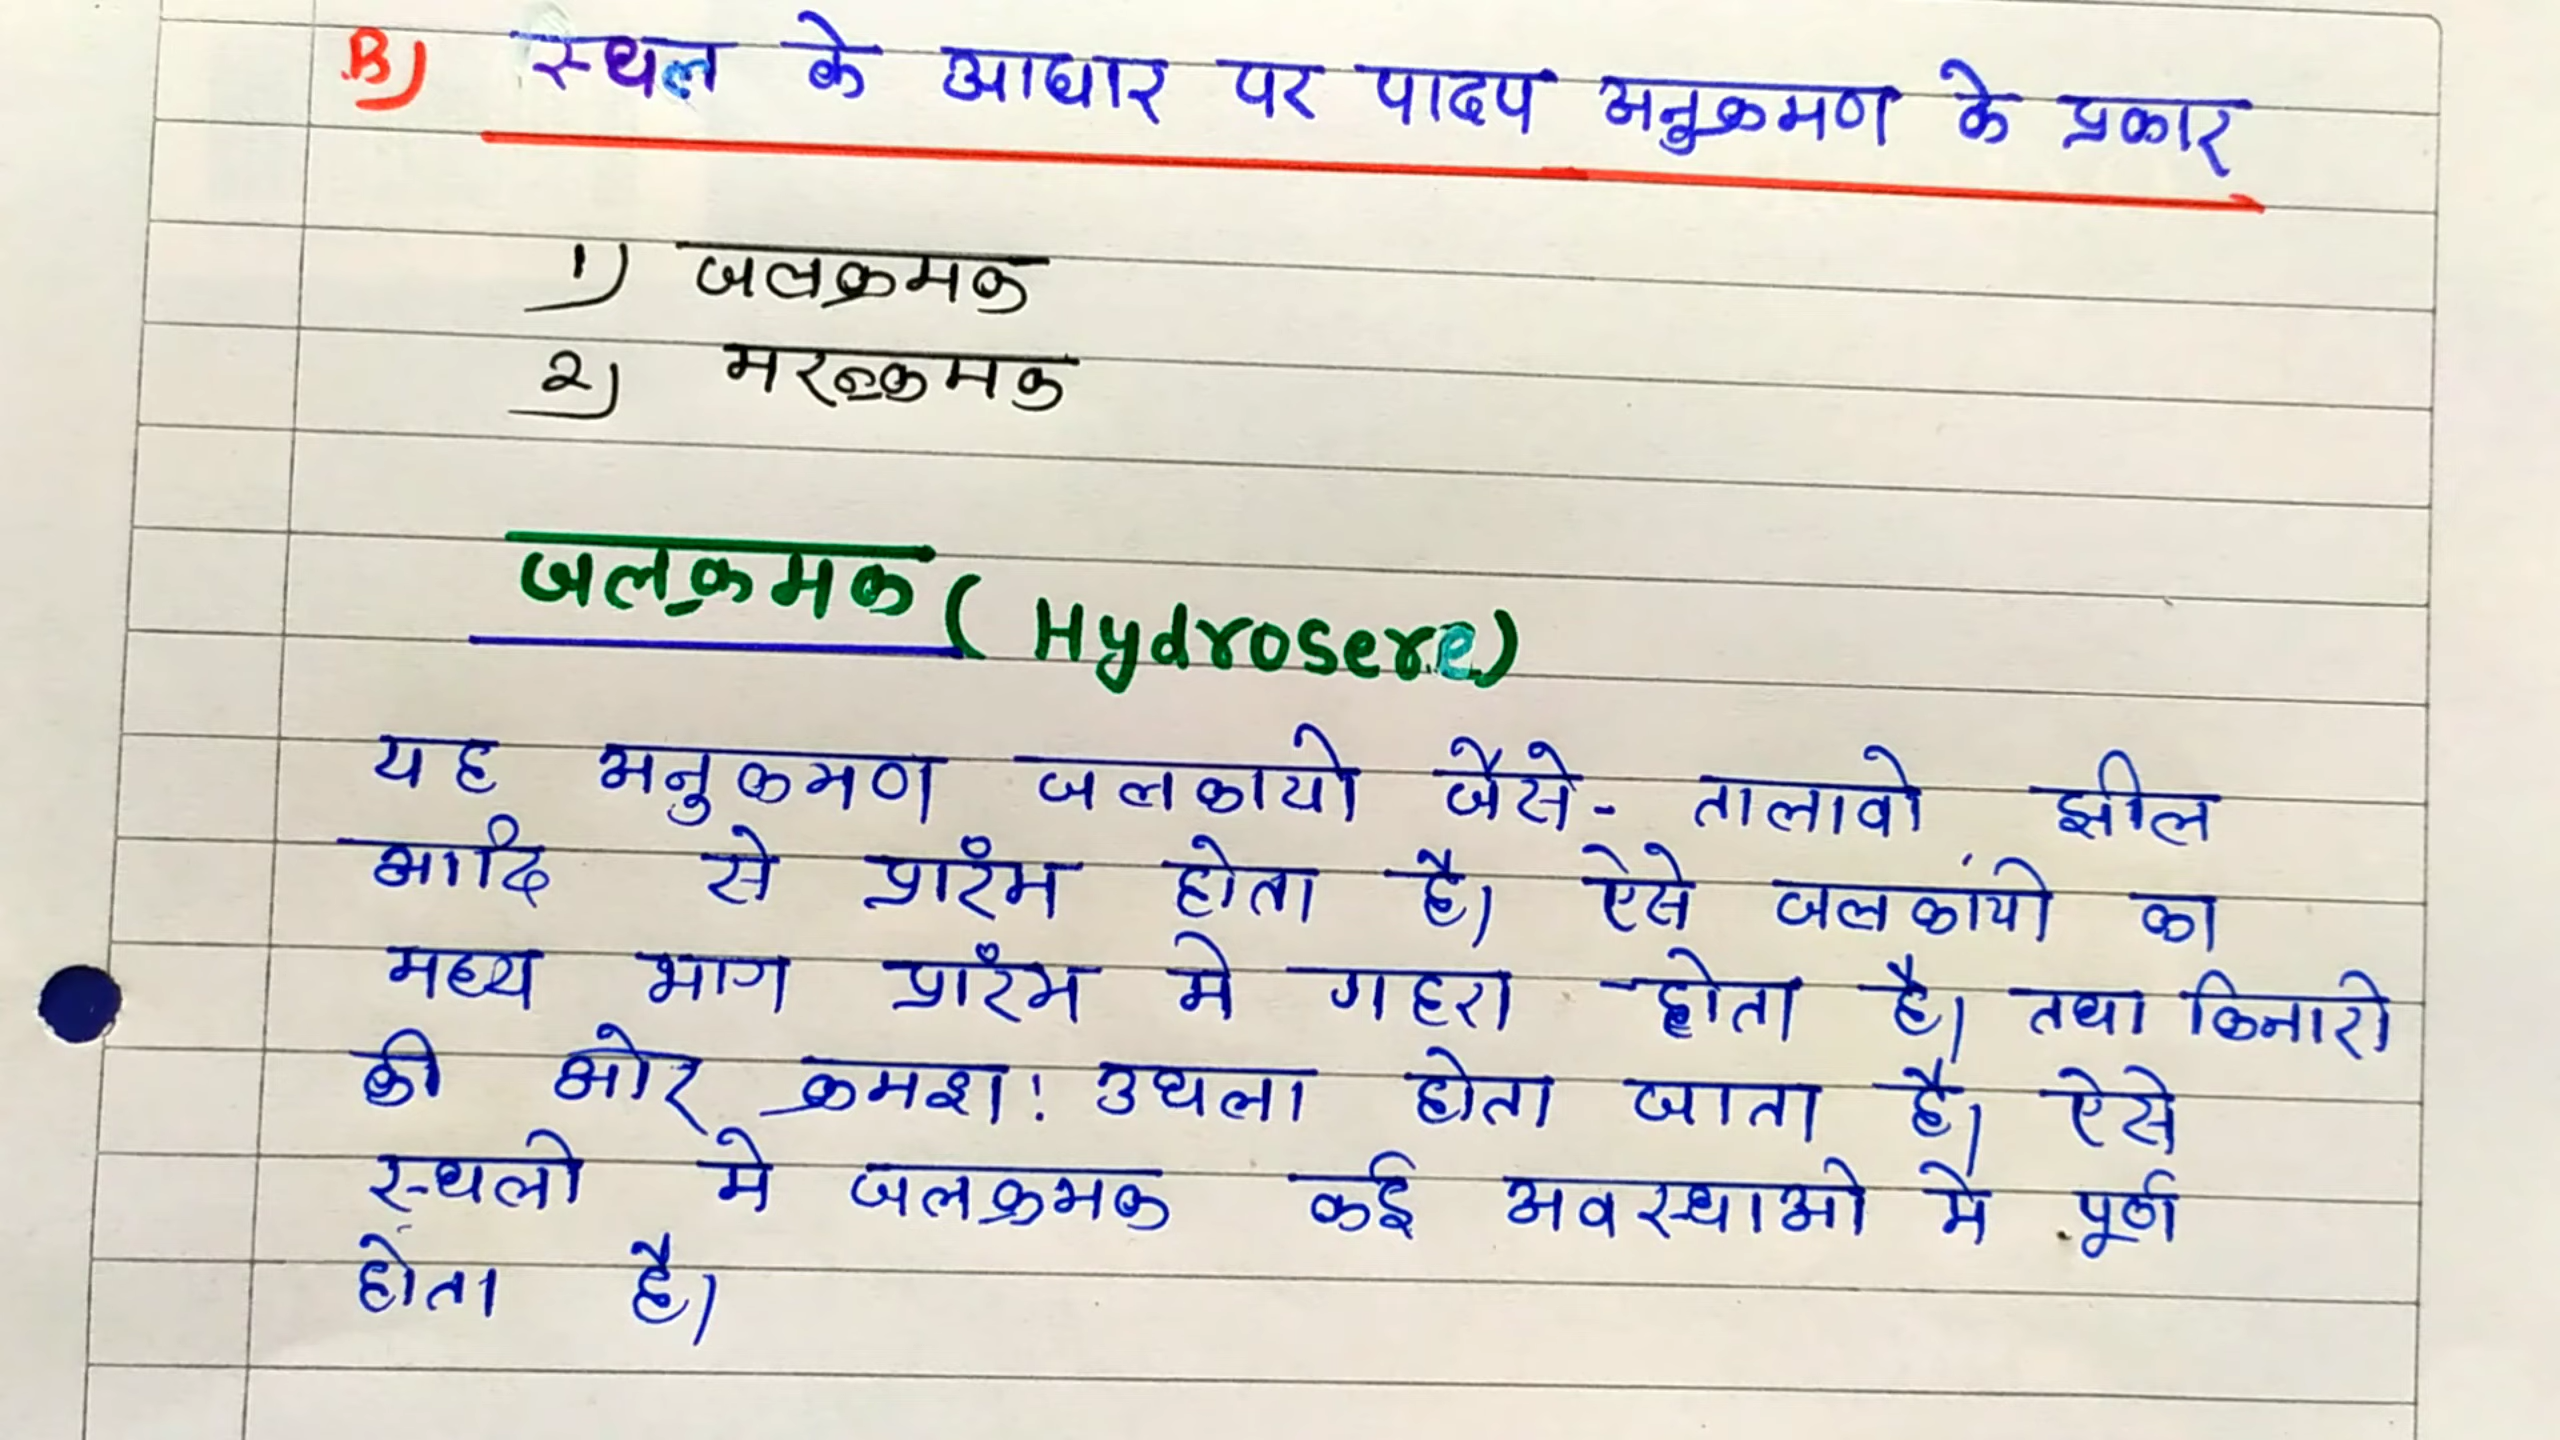 B) स्थल के आधार पर पादप अनुक्रमण के प्रकार
1) जलक्रमक
2) मरूक्रमक
जलक्रमक ( Hydrosere)
यह अनुक्रमण जलकायो जैसे- तालावो झील
आदि से प्रारंभ होता है। ऐसे जलकांयो का
मध्य भाग प्रारंभ मे गहरा होता है। तथा किनारो
की ओर क्रमश: उथला होता जाता है। ऐसे
स्थलो मे जलक्रमक कई अवस्थाओ मे पूर्ण
होता है।